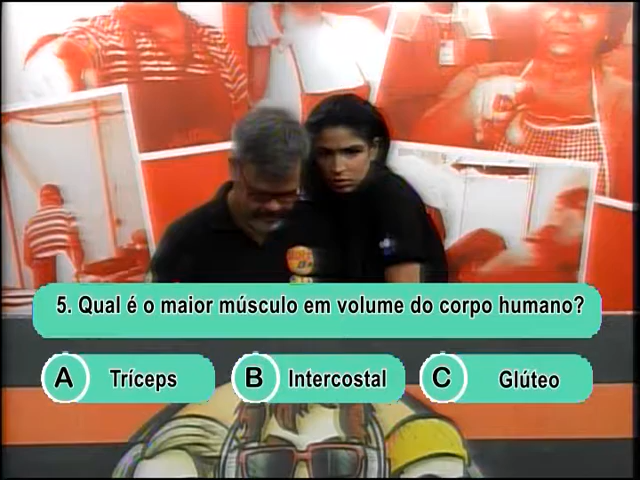 5. Qual é o maior músculo em volume do corpo humano?
A Tríceps
B Intercostal
C Glúteo